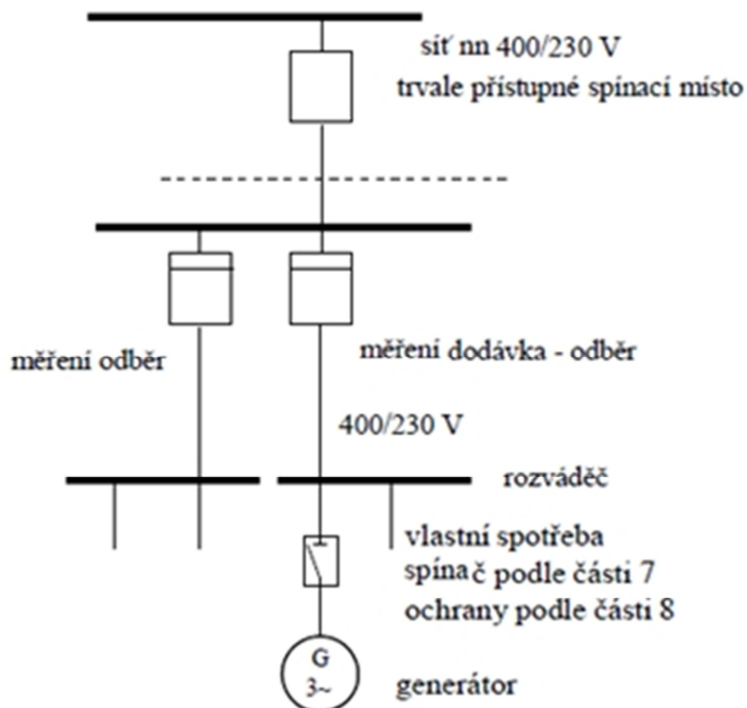 síť nn 400/230 V
trvale přístupné spínací místo
měření odběr
měření dodávka - odběr
400/230 V
rozváděč
vlastní spotřeba
spínač podle části 7
ochrany podle části 8
G
3~
generátor